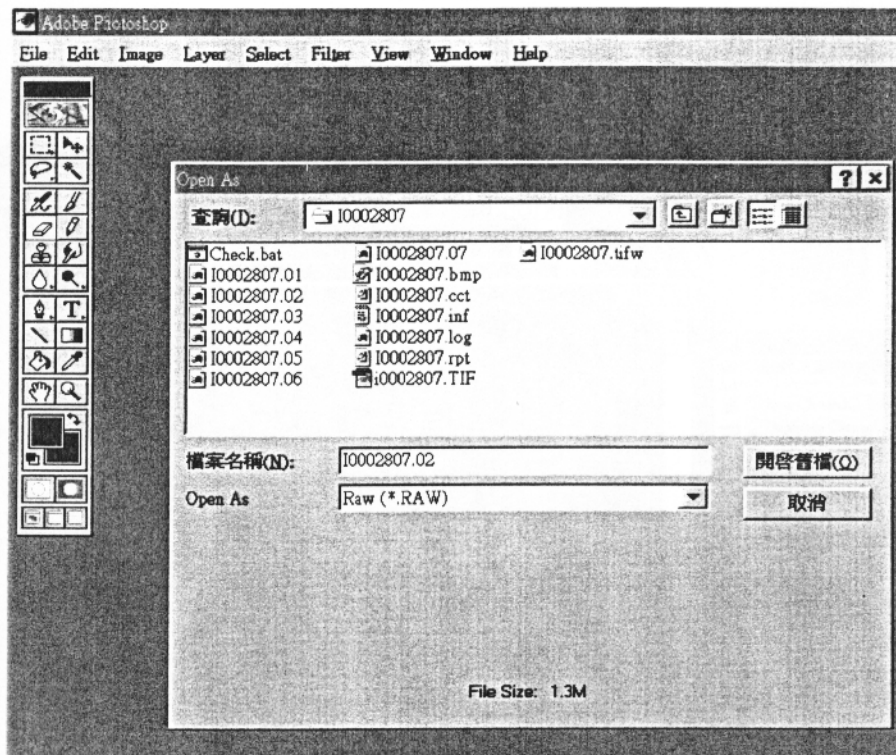 Adobe Photoshop
File Edit Image Layer Select Filter View Window Help
Open As
查詢(I): I0002807
Check.bat I0002807.07 I0002807.ufw
I0002807.01 I0002807.bmp
I0002807.02 I0002807.cct
I0002807.03 I0002807.inf
I0002807.04 I0002807.log
I0002807.05 I0002807.rpt
I0002807.06 i0002807.TIF
檔案名稱(N): I0002807.02 開啓舊檔(O)
Open As Raw (*.RAW) 取消
File Size: 1.3M